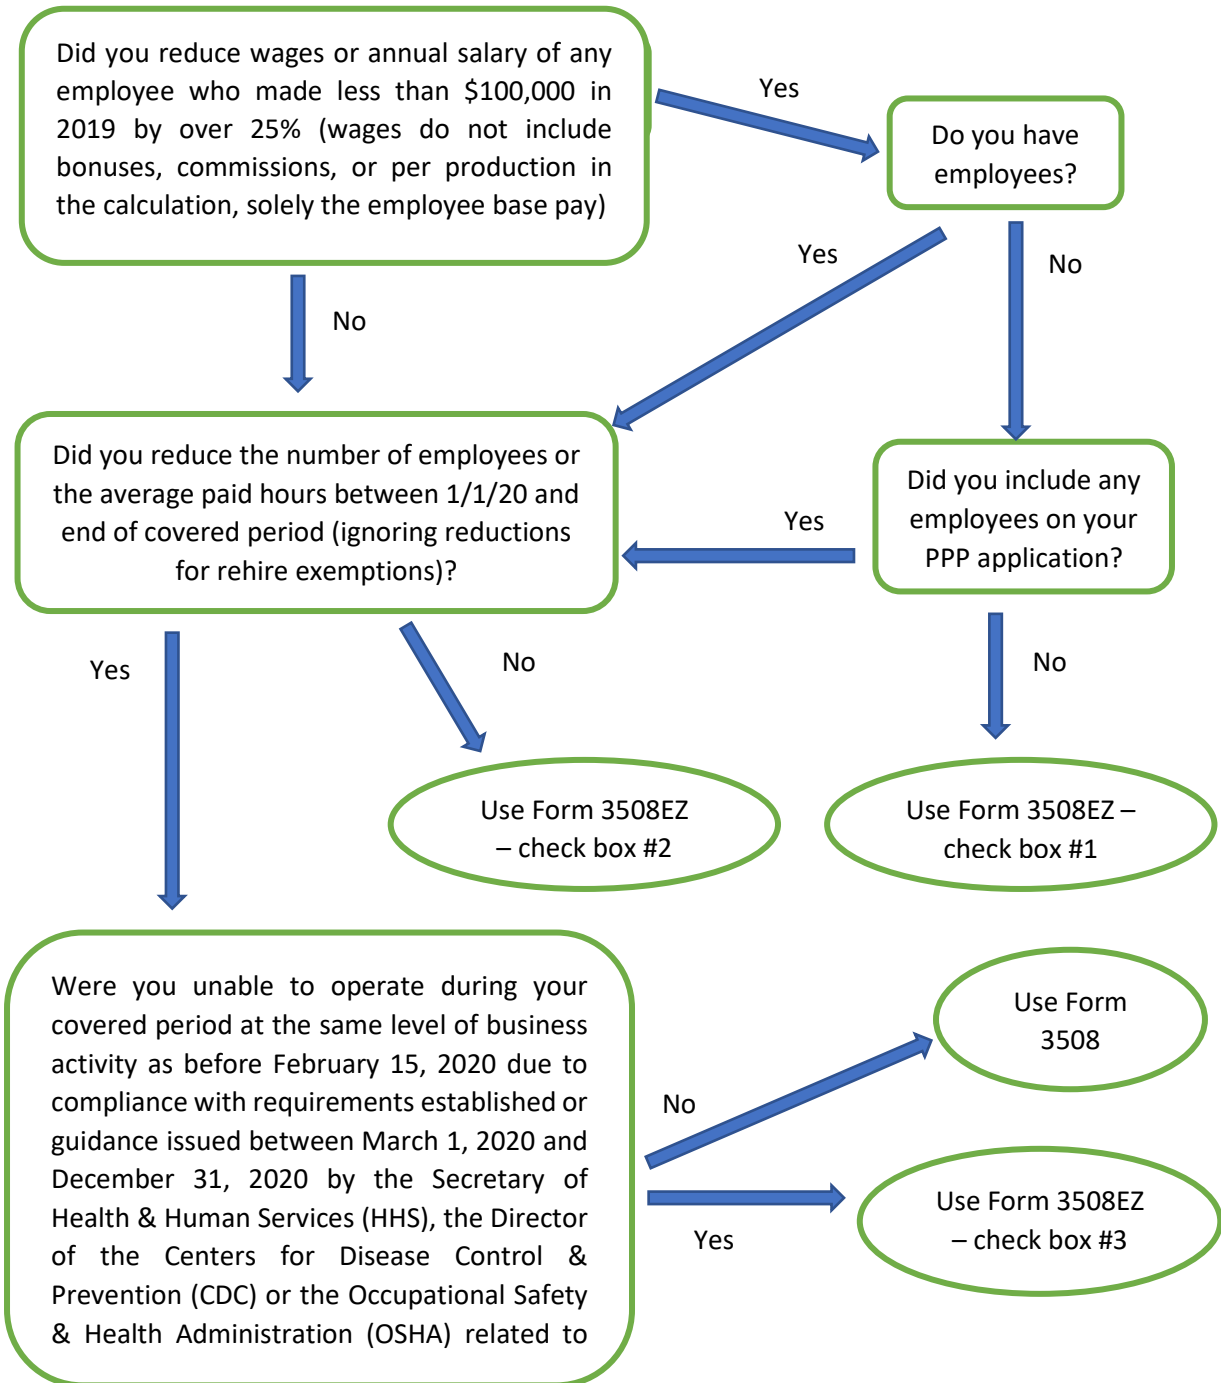 Did you reduce wages or annual salary of any
employee who made less than $100,000 in
2019 by over 25% (wages do not include
bonuses, commissions, or per production in
the calculation, solely the employee base pay)
Yes
Do you have
employees?
No
Yes
No
Did you reduce the number of employees or
the average paid hours between 1/1/20 and
end of covered period (ignoring reductions
for rehire exemptions)?
Yes
Did you include any
employees on your
PPP application?
Yes
No
No
Use Form 3508EZ
– check box #2
Use Form 3508EZ –
check box #1
Were you unable to operate during your
covered period at the same level of business
activity as before February 15, 2020 due to
compliance with requirements established or
guidance issued between March 1, 2020 and
December 31, 2020 by the Secretary of
Health & Human Services (HHS), the Director
of the Centers for Disease Control &
Prevention (CDC) or the Occupational Safety
& Health Administration (OSHA) related to
No
Use Form
3508
Yes
Use Form 3508EZ
– check box #3